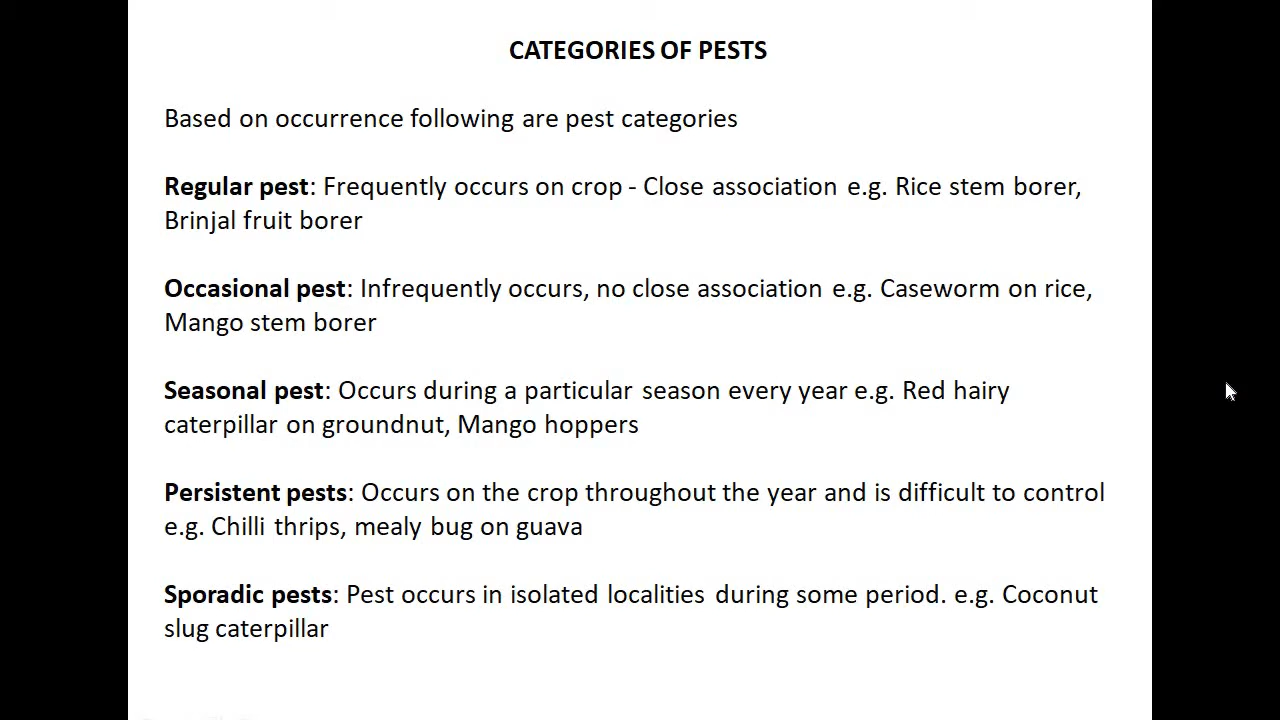 CATEGORIES OF PESTS
Based on occurrence following are pest categories
Regular pest: Frequently occurs on crop - Close association e.g. Rice stem borer,
Brinjal fruit borer
Occasional pest: Infrequently occurs, no close association e.g. Caseworm on rice,
Mango stem borer
Seasonal pest: Occurs during a particular season every year e.g. Red hairy
caterpillar on groundnut, Mango hoppers
Persistent pests: Occurs on the crop throughout the year and is difficult to control
e.g. Chilli thrips, mealy bug on guava
Sporadic pests: Pest occurs in isolated localities during some period. e.g. Coconut
slug caterpillar